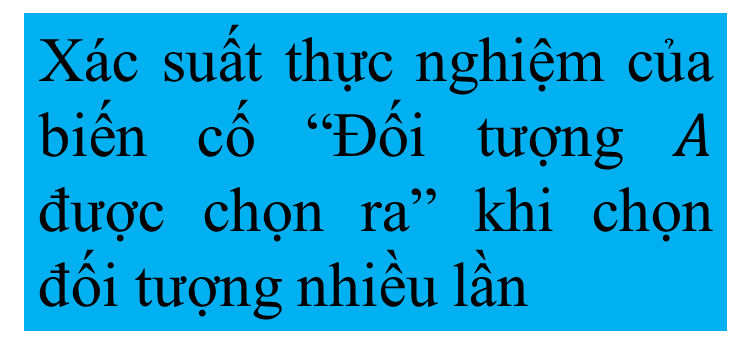 Xác suất thực nghiệm của
biến cố “Đối tượng A
được chọn ra” khi chọn
đối tượng nhiều lần